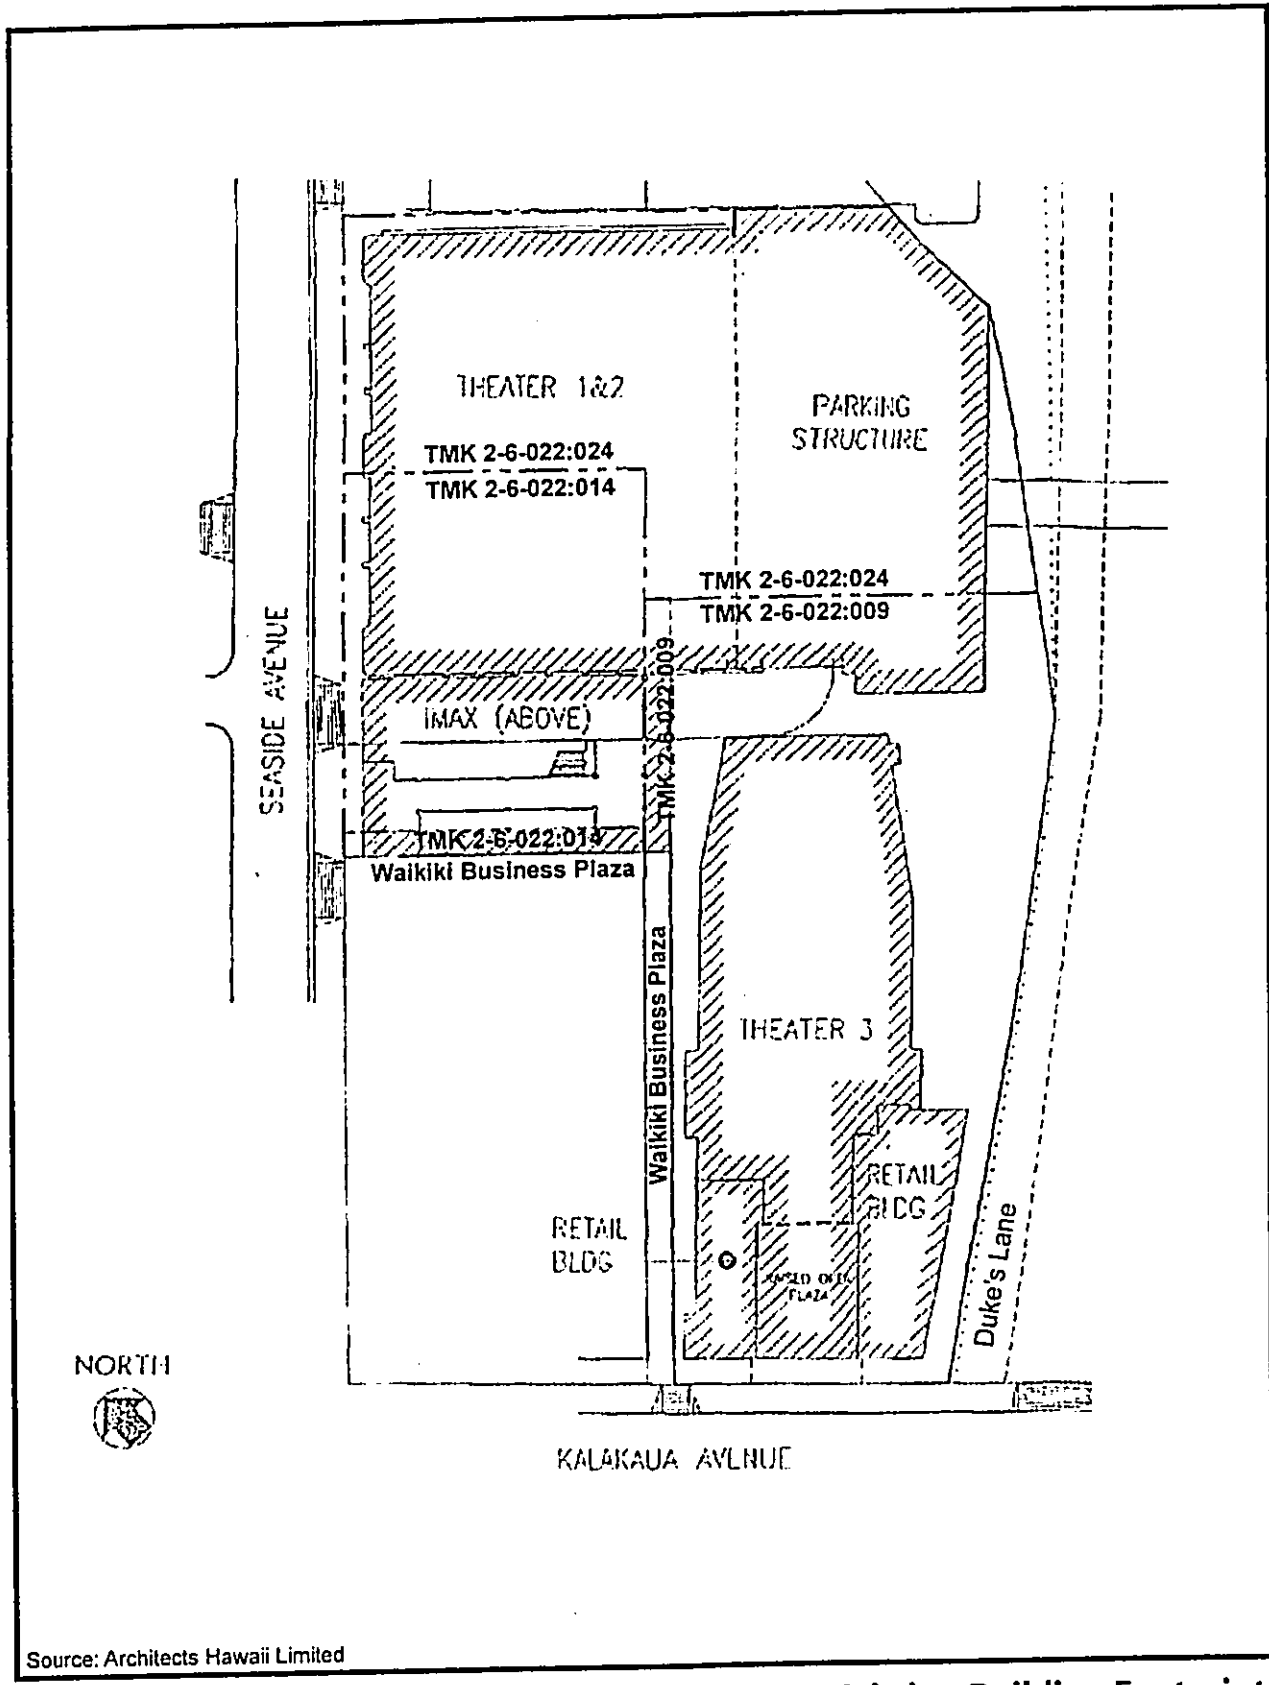 THEATER 1&2
PARKING
STRUCTURE
TMK 2-6-022:024
TMK 2-6-022:014
TMK 2-6-022:024
TMK 2-6-022:009
SEASIDE AVENUE
TMK 2-6-022:009
IMAX (ABOVE)
TMK 2-6-022:014
Waikiki Business Plaza
Waikiki Business Plaza
THEATER 3
RETAIL
BLDG
RETAIL
BLDG
PLAZA
Duke's Lane
NORTH
KALAKAUA AVENUE
Source: Architects Hawaii Limited